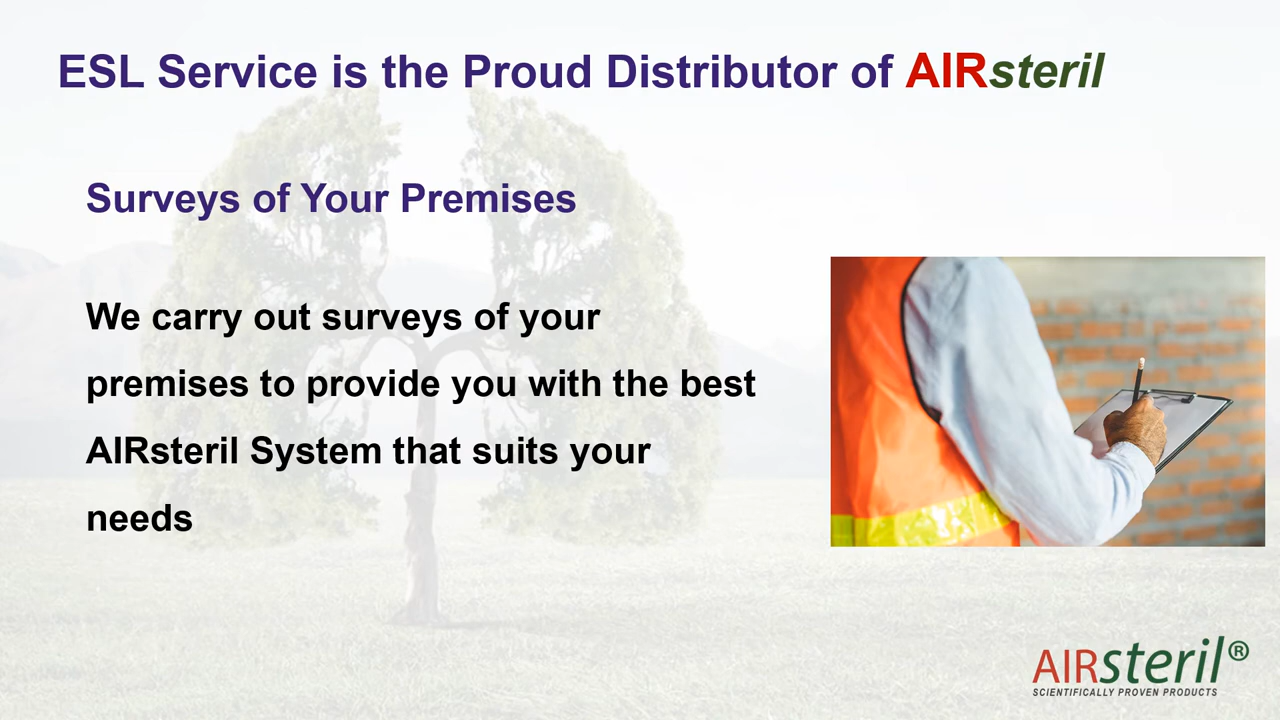 ESL Service is the Proud Distributor of AIRsteril
Surveys of Your Premises
We carry out surveys of your
premises to provide you with the best
AIRsteril System that suits your
needs
AIRsteril®
SCIENTIFICALLY PROVEN PRODUCTS